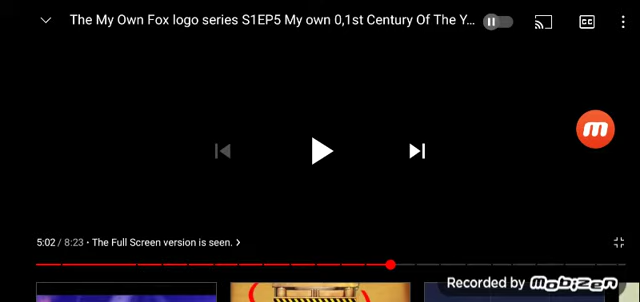 The My Own Fox logo series S1EP5 My own 0,1st Century Of The Y...
CC
m
5:02 / 8:23 • The Full Screen version is seen. >
Recorded by mobizen